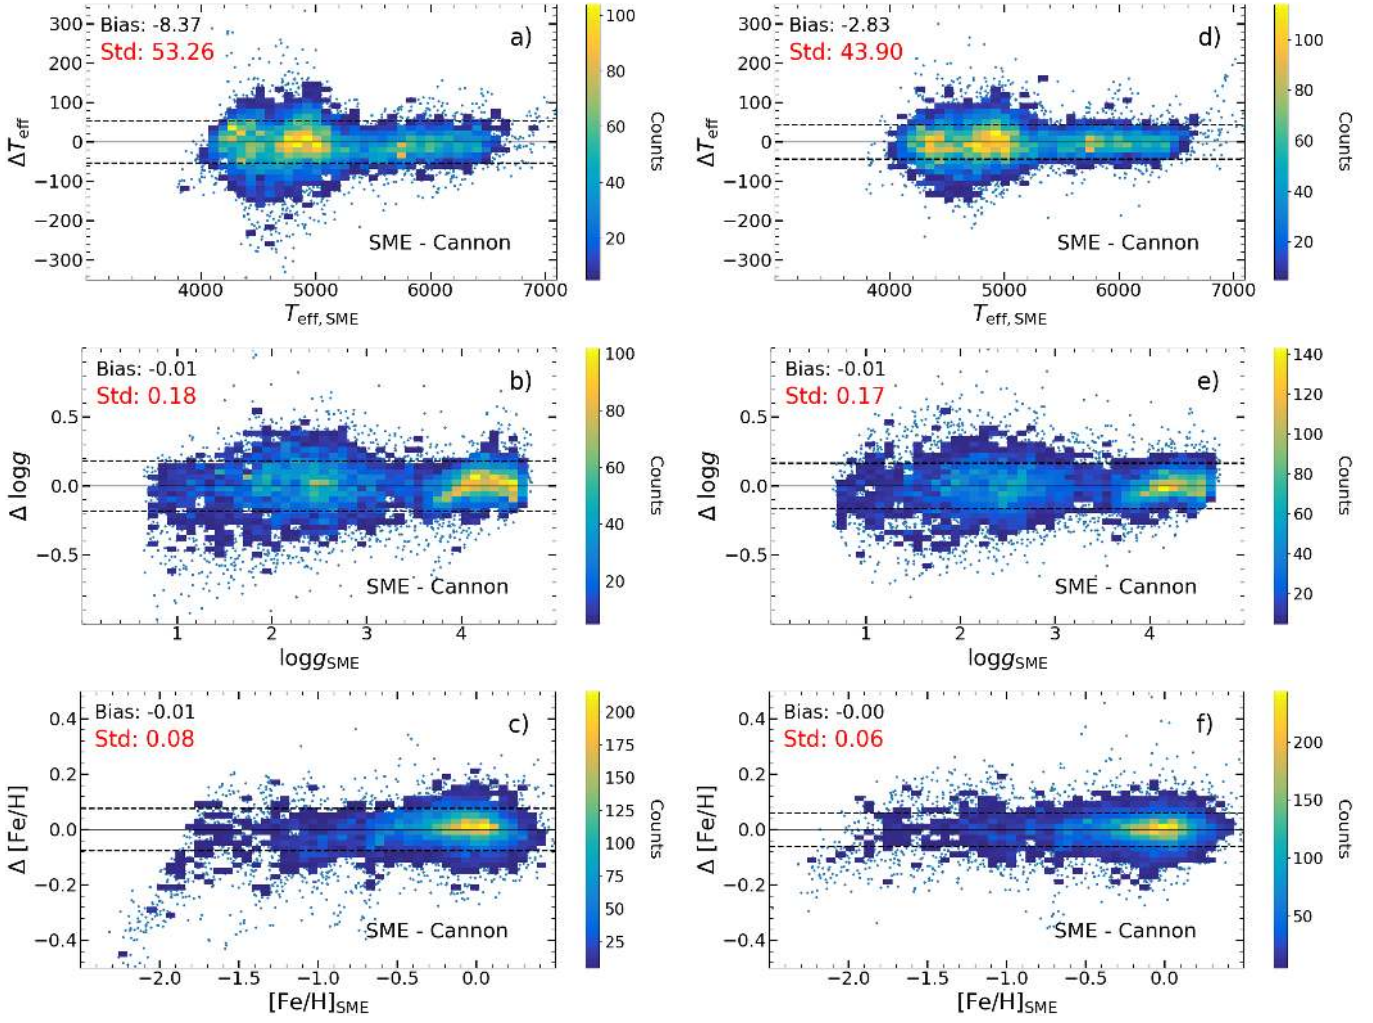 Bias: -8.37
Std: 53.26
a)
300
200
100
0
−100
−200
−300
ΔT_eff
SME - Cannon
4000 5000 6000 7000
T_eff, SME
100
80
60
40
20
Counts
Bias: -2.83
Std: 43.90
d)
300
200
100
0
−100
−200
−300
ΔT_eff
SME - Cannon
4000 5000 6000 7000
T_eff, SME
100
80
60
40
20
Counts
Bias: -0.01
Std: 0.18
b)
0.5
0.0
−0.5
Δ logg
SME - Cannon
1 2 3 4
logg_SME
100
80
60
40
20
Counts
Bias: -0.01
Std: 0.17
e)
0.5
0.0
−0.5
Δ logg
SME - Cannon
1 2 3 4
logg_SME
140
120
100
80
60
40
20
Counts
Bias: -0.01
Std: 0.08
c)
0.4
0.2
0.0
−0.2
−0.4
Δ [Fe/H]
SME - Cannon
−2.0 −1.5 −1.0 −0.5 0.0
[Fe/H]_SME
200
175
150
125
100
75
50
25
Counts
Bias: -0.00
Std: 0.06
f)
0.4
0.2
0.0
−0.2
−0.4
Δ [Fe/H]
SME - Cannon
−2.0 −1.5 −1.0 −0.5 0.0
[Fe/H]_SME
200
150
100
50
Counts